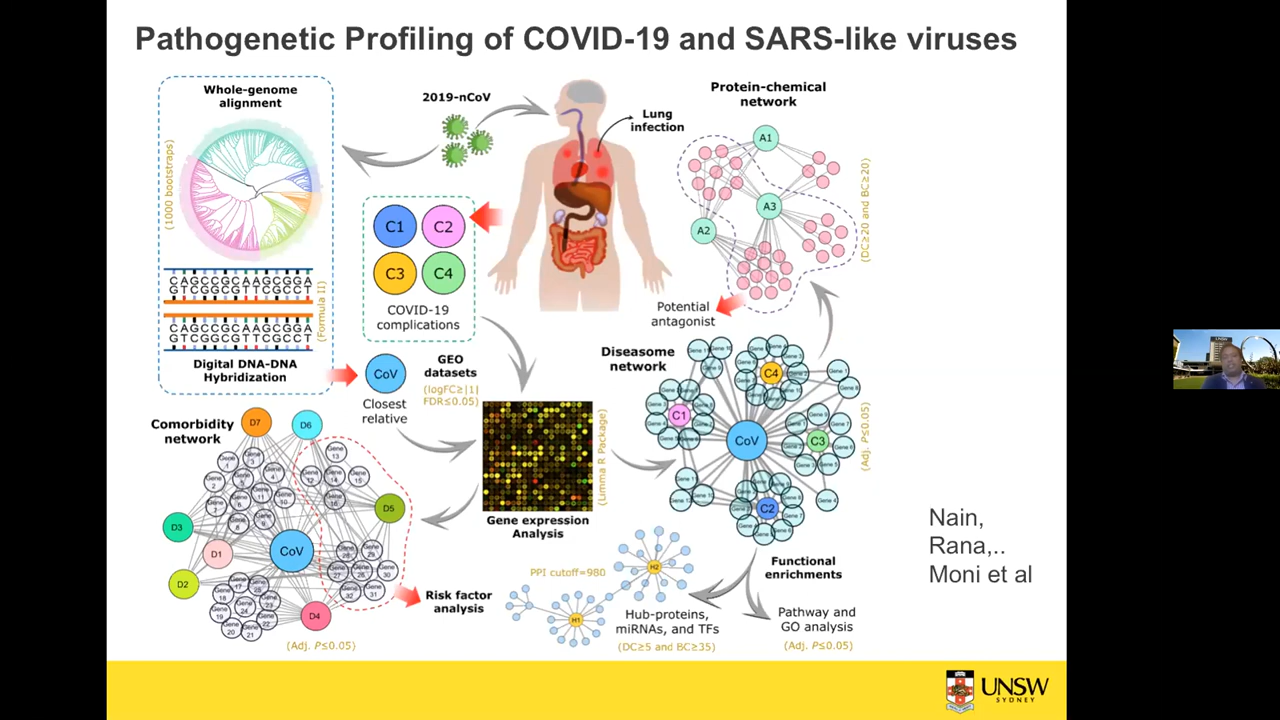 Pathogenetic Profiling of COVID-19 and SARS-like viruses
Whole-genome
alignment
(1000 bootstraps)
CAGCCGCAAGCGGA
GTCGGCGTTCGCCT
CAGCCGCAAGCGGA
GTCGGCGTTCGCCT
(Formula II)
Digital DNA-DNA
Hybridization
2019-nCoV
Lung
infection
C1
C2
C3
C4
COVID-19
complications
CoV
Closest
relative
GEO
datasets
(logFC≥|1|
FDR≤0.05)
(Limma R Package)
Gene expression
Analysis
Protein-chemical
network
A1
A3
A2
(DC≥20 and BC≥20)
Potential
antagonist
Diseasome
network
C4
C1
CoV
C3
C2
(Adj. P≤0.05)
Comorbidity
network
D7
D6
D5
D3
D1
D2
D4
CoV
(Adj. P≤0.05)
Risk factor
analysis
PPI cutoff=980
H2
H1
Hub-proteins,
miRNAs, and TFs
(DC≥5 and BC≥35)
Functional
enrichments
Pathway and
GO analysis
(Adj. P≤0.05)
Nain,
Rana,..
Moni et al
UNSW
SYDNEY
UNSW